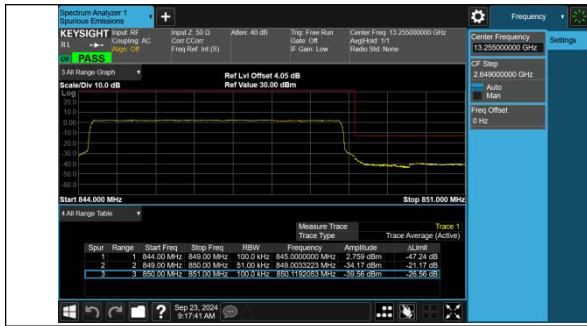 Spectrum Analyzer 1
Spurious Emissions
Frequency
KEYSIGHT Input: RF
R L
Coupling: AC
Align: Off
Input Z: 50 Ω
Corr CCorr
Freq Ref: Int (S)
Atten: 40 dB
Trig: Free Run
Gate: Off
IF Gain: Low
Center Freq: 13.255000000 GHz
Avg|Hold: 1/1
Radio Std: None
PASS
Center Frequency
13.255000000 GHz
Settings
CF Step
2.649000000 GHz
Auto
Man
Freq Offset
0 Hz
3 All Range Graph
Scale/Div 10.0 dB
Ref Lvl Offset 4.05 dB
Ref Value 30.00 dBm
Log
20.0
10.0
0.00
-10.0
-20.0
-30.0
-40.0
-50.0
-60.0
Start 844.000 MHz
Stop 851.000 MHz
4 All Range Table
Measure Trace Trace 1
Trace Type Trace Average (Active)
Spur Range Start Freq Stop Freq RBW Frequency Amplitude ΔLimit
1 1 844.00 MHz 849.00 MHz 100.0 kHz 845.0000000 MHz 2.759 dBm -47.24 dB
2 2 849.00 MHz 850.00 MHz 51.00 kHz 849.0033223 MHz -34.17 dBm -21.17 dB
3 3 850.00 MHz 851.00 MHz 100.0 kHz 850.1192053 MHz -39.56 dBm -26.56 dB
Sep 23, 2024
9:17:41 AM